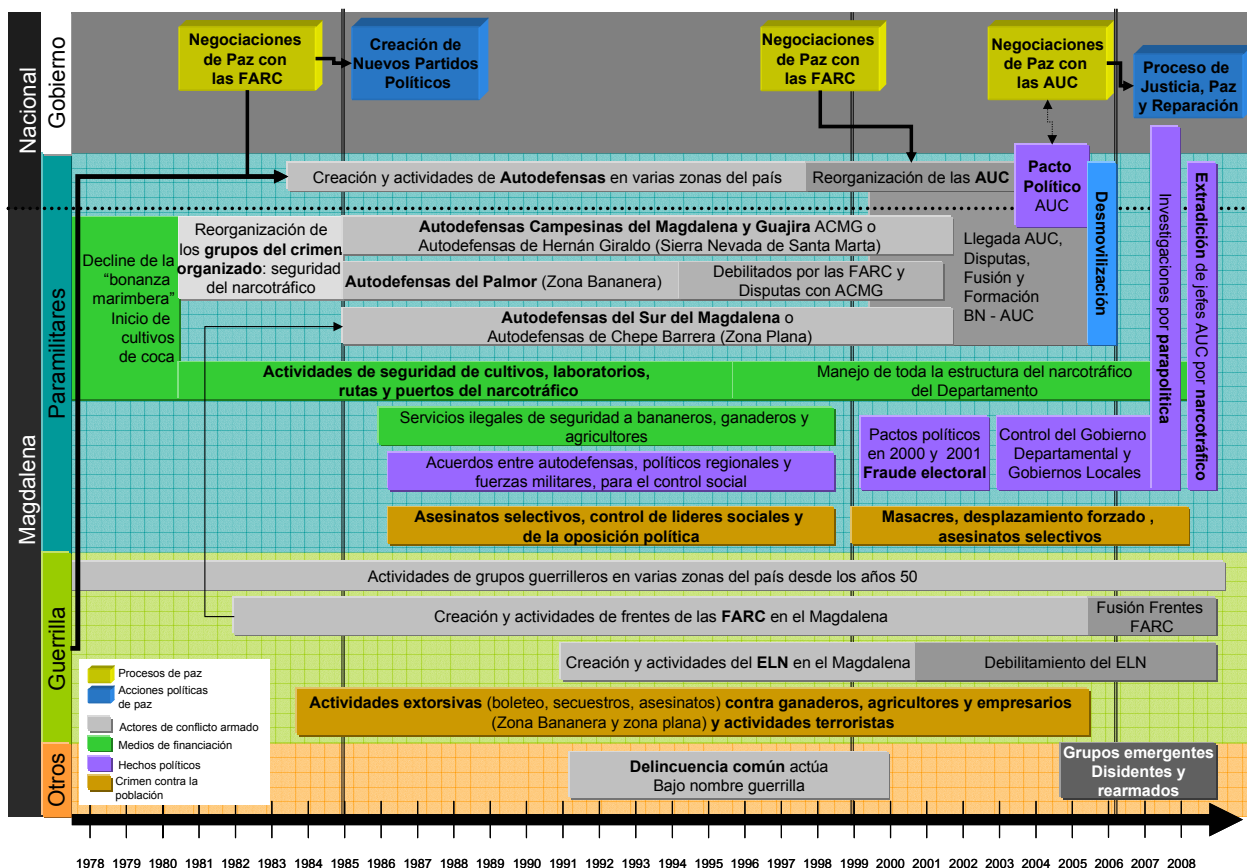 Nacional
Gobierno
Negociaciones
de Paz con
las FARC
Creación de
Nuevos Partidos
Políticos
Negociaciones
de Paz con
las FARC
Negociaciones
de Paz con
las AUC
Proceso de
Justicia, Paz
y Reparación
Magdalena
Paramilitares
Creación y actividades de Autodefensas en varias zonas del país
Reorganización de las AUC
Pacto
Político
AUC
Desmovilización
Investigaciones por parapolítica
Extradición de jefes AUC por narcotráfico
Decline de la
“bonanza
marimbera”
Inicio de
cultivos
de coca
Reorganización de
los grupos del crimen
organizado: seguridad
del narcotráfico
Autodefensas Campesinas del Magdalena y Guajira ACMG o
Autodefensas de Hernán Giraldo (Sierra Nevada de Santa Marta)
Autodefensas del Palmor (Zona Bananera)
Debilitados por las FARC y
Disputas con ACMG
Autodefensas del Sur del Magdalena o
Autodefensas de Chepe Barrera (Zona Plana)
Llegada AUC,
Disputas,
Fusión y
Formación
BN - AUC
Actividades de seguridad de cultivos, laboratorios,
rutas y puertos del narcotráfico
Manejo de toda la estructura del narcotráfico
del Departamento
Servicios ilegales de seguridad a bananeros, ganaderos y
agricultores
Acuerdos entre autodefensas, políticos regionales y
fuerzas militares, para el control social
Pactos políticos
en 2000 y 2001
Fraude electoral
Control del Gobierno
Departamental y
Gobiernos Locales
Asesinatos selectivos, control de lideres sociales y
de la oposición política
Masacres, desplazamiento forzado ,
asesinatos selectivos
Guerrilla
Actividades de grupos guerrilleros en varias zonas del país desde los años 50
Creación y actividades de frentes de las FARC en el Magdalena
Fusión Frentes
FARC
Creación y actividades del ELN en el Magdalena
Debilitamiento del ELN
Actividades extorsivas (boleteo, secuestros, asesinatos) contra ganaderos, agricultores y empresarios
(Zona Bananera y zona plana) y actividades terroristas
Procesos de paz
Acciones políticas
de paz
Actores de conflicto armado
Medios de financiación
Hechos políticos
Crimen contra la
población
Otros
Delincuencia común actúa
Bajo nombre guerrilla
Grupos emergentes
Disidentes y
rearmados
1978 1979 1980 1981 1982 1983 1984 1985 1986 1987 1988 1989 1990 1991 1992 1993 1994 1995 1996 1997 1998 1999 2000 2001 2002 2003 2004 2005 2006 2007 2008